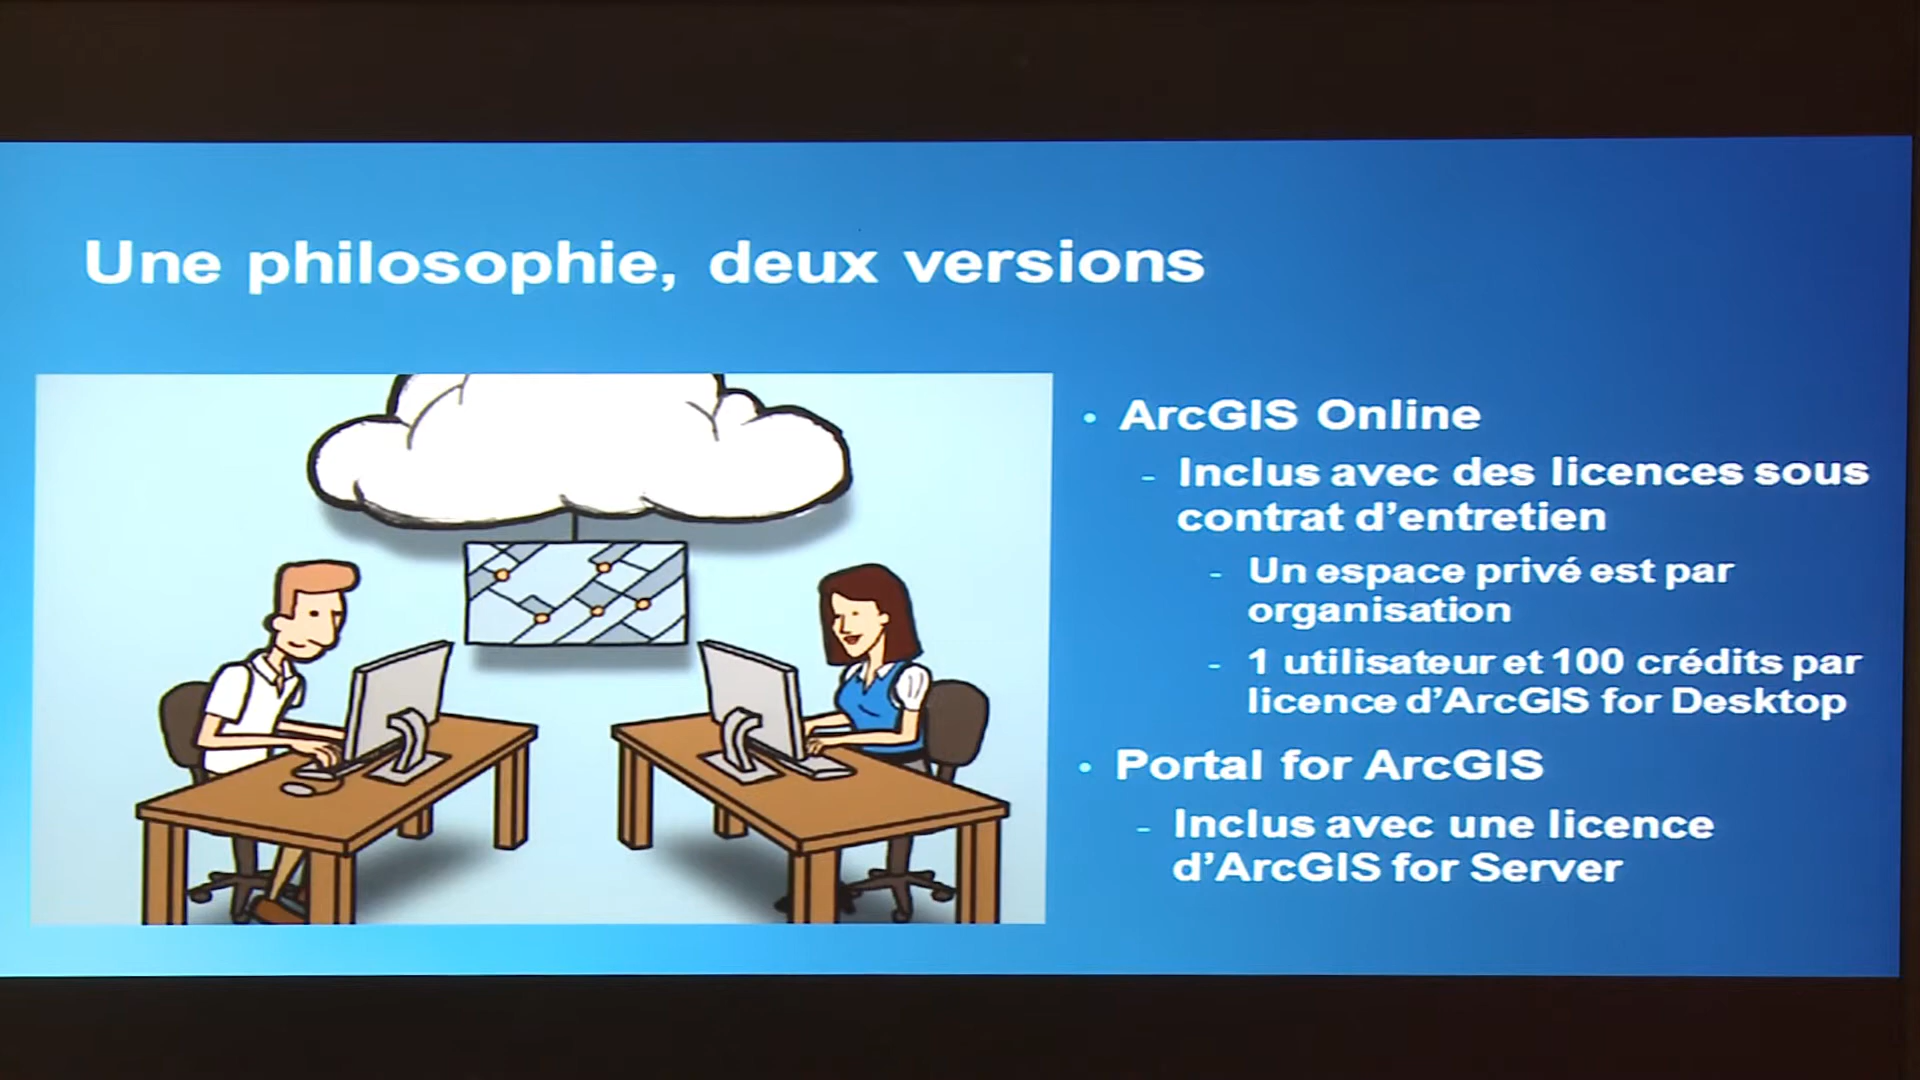 Une philosophie, deux versions
• ArcGIS Online
- Inclus avec des licences sous
contrat d'entretien
- Un espace privé est par
organisation
- 1 utilisateur et 100 crédits par
licence d'ArcGIS for Desktop
• Portal for ArcGIS
- Inclus avec une licence
d'ArcGIS for Server